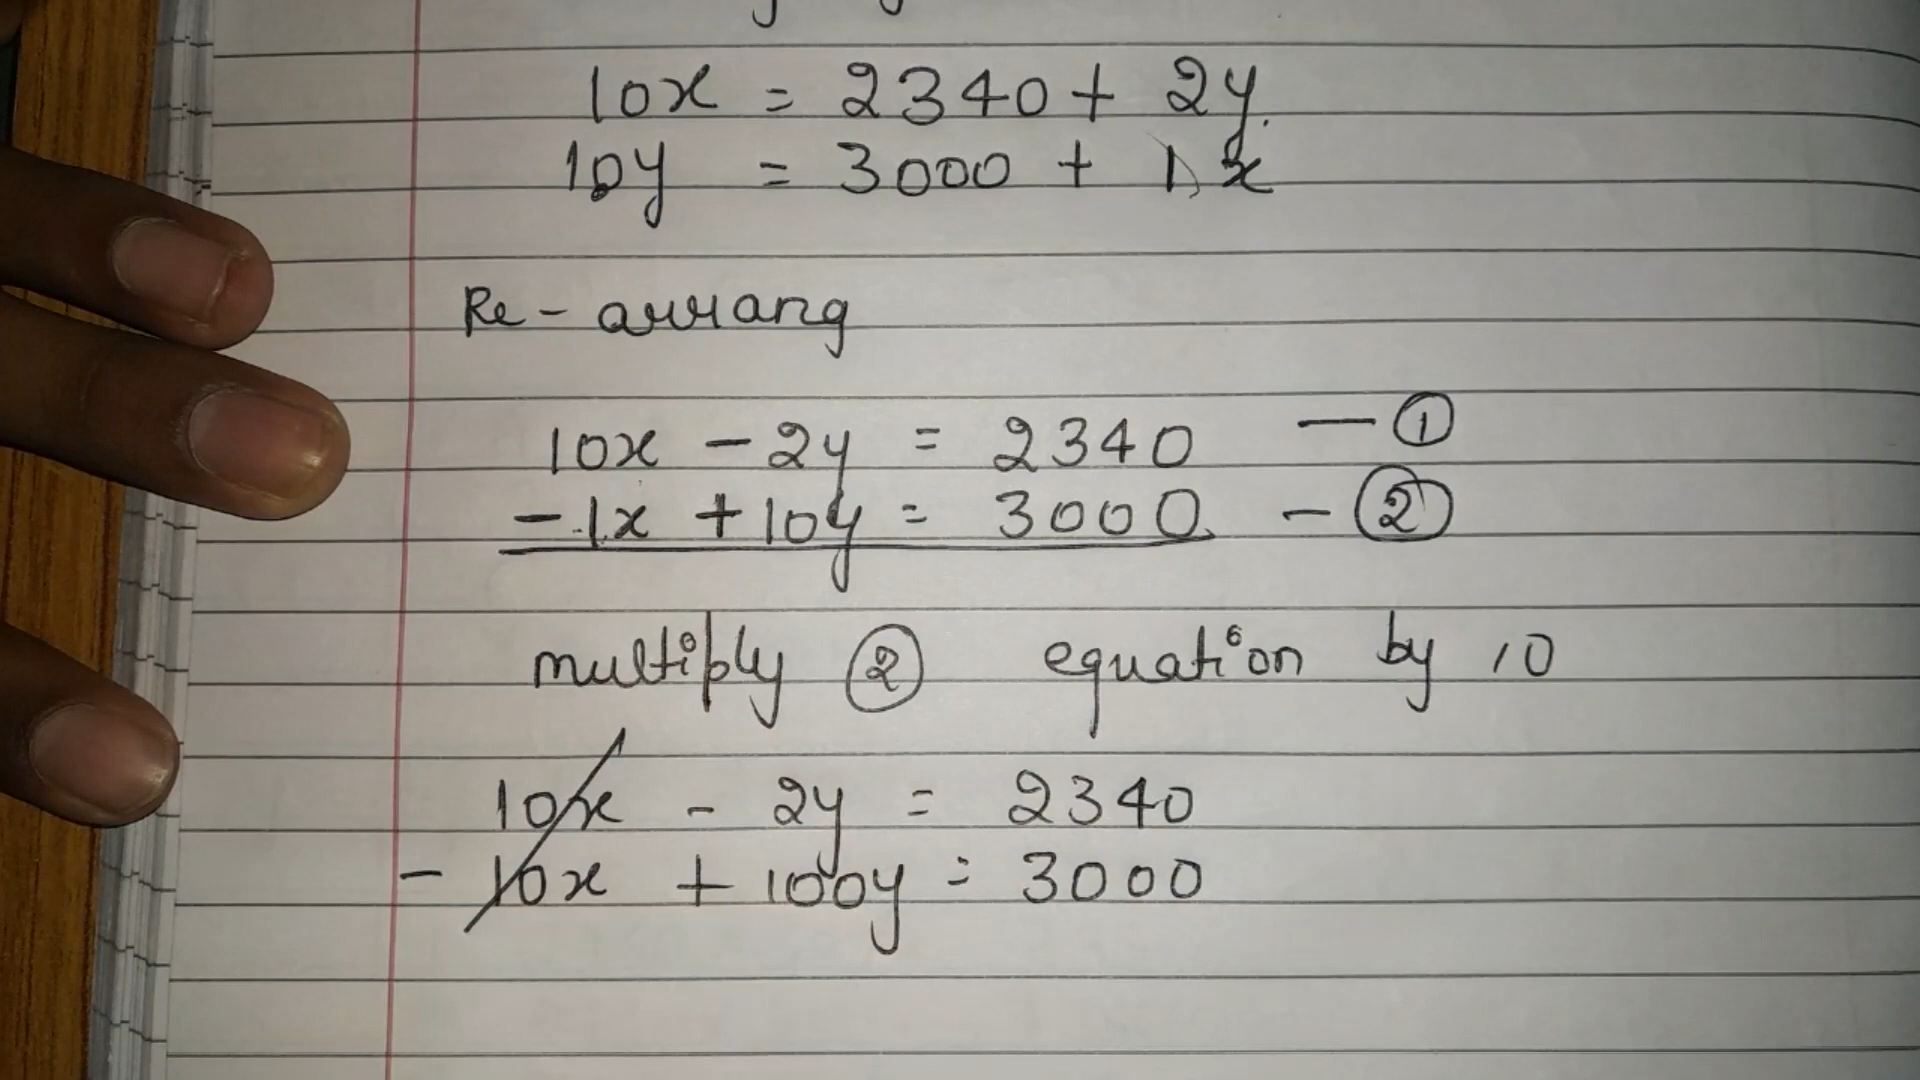 10x = 2340 + 2y
10y = 3000 + 1x
Re-arrang
10x - 2y = 2340 — ①
-1x + 10y = 3000 - ②
multiply ② equation by 10
10x - 2y = 2340
- 10x + 100y = 3000